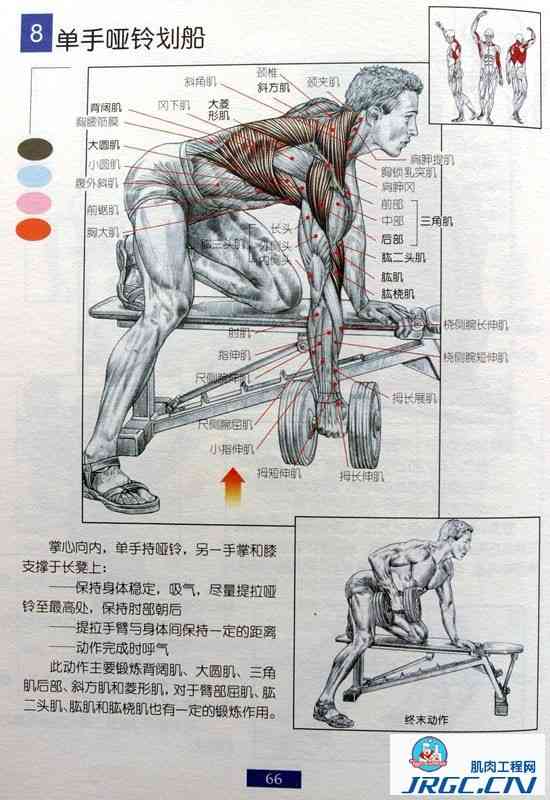 8 单手哑铃划船
颈椎
斜角肌
颈夹肌
斜方肌
背阔肌
冈下肌
大菱
形肌
胸腰筋膜
大圆肌
小圆肌
腹外斜肌
前锯肌
胸大肌
肩胛提肌
胸锁乳突肌
肩胛冈
前部
中部
三角肌
后部
长头
肱三头肌
外侧头
内侧头
肱二头肌
肱肌
肱桡肌
肘肌
指伸肌
尺侧腕伸肌
尺侧腕屈肌
小指伸肌
桡侧腕长伸肌
桡侧腕短伸肌
拇长展肌
拇短伸肌
拇长伸肌
掌心向内，单手持哑铃，另一手掌和膝
支撑于长凳上：
——保持身体稳定，吸气，尽量提拉哑
铃至最高处，保持肘部朝后
——提拉手臂与身体间保持一定的距离
——动作完成时呼气
此动作主要锻炼背阔肌、大圆肌、三角
肌后部、斜方肌和菱形肌，对于臂部屈肌、肱
二头肌、肱肌和肱桡肌也有一定的锻炼作用。
终末动作
66
肌肉工程网
JRGC.CN